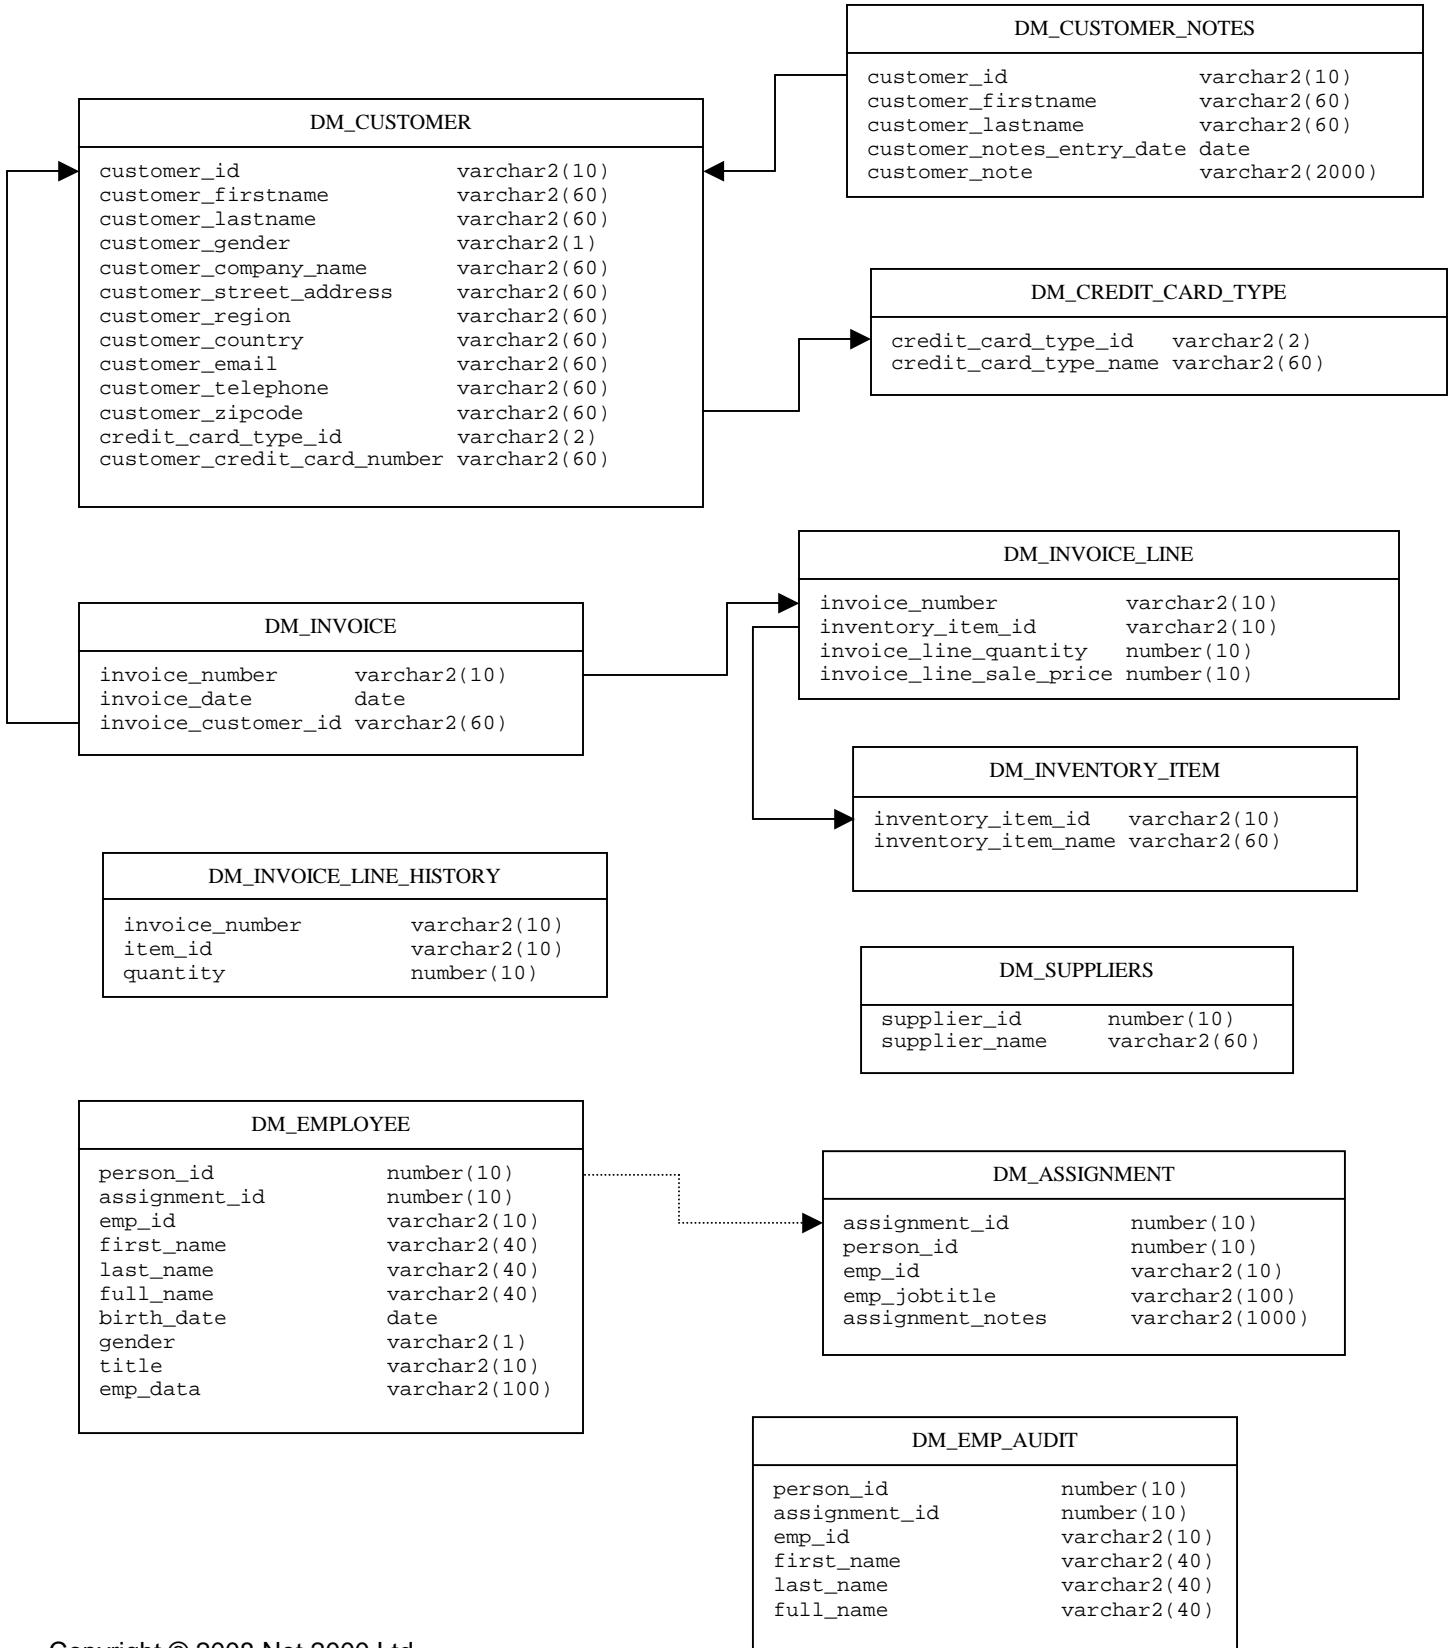 DM_CUSTOMER_NOTES
customer_id varchar2(10)
customer_firstname varchar2(60)
customer_lastname varchar2(60)
customer_notes_entry_date date
customer_note varchar2(2000)
DM_CUSTOMER
customer_id varchar2(10)
customer_firstname varchar2(60)
customer_lastname varchar2(60)
customer_gender varchar2(1)
customer_company_name varchar2(60)
customer_street_address varchar2(60)
customer_region varchar2(60)
customer_country varchar2(60)
customer_email varchar2(60)
customer_telephone varchar2(60)
customer_zipcode varchar2(60)
credit_card_type_id varchar2(2)
customer_credit_card_number varchar2(60)
DM_CREDIT_CARD_TYPE
credit_card_type_id varchar2(2)
credit_card_type_name varchar2(60)
DM_INVOICE_LINE
invoice_number varchar2(10)
inventory_item_id varchar2(10)
invoice_line_quantity number(10)
invoice_line_sale_price number(10)
DM_INVOICE
invoice_number varchar2(10)
invoice_date date
invoice_customer_id varchar2(60)
DM_INVENTORY_ITEM
inventory_item_id varchar2(10)
inventory_item_name varchar2(60)
DM_INVOICE_LINE_HISTORY
invoice_number varchar2(10)
item_id varchar2(10)
quantity number(10)
DM_SUPPLIERS
supplier_id number(10)
supplier_name varchar2(60)
DM_EMPLOYEE
person_id number(10)
assignment_id number(10)
emp_id varchar2(10)
first_name varchar2(40)
last_name varchar2(40)
full_name varchar2(40)
birth_date date
gender varchar2(1)
title varchar2(10)
emp_data varchar2(100)
DM_ASSIGNMENT
assignment_id number(10)
person_id number(10)
emp_id varchar2(10)
emp_jobtitle varchar2(100)
assignment_notes varchar2(1000)
DM_EMP_AUDIT
person_id number(10)
assignment_id number(10)
emp_id varchar2(10)
first_name varchar2(40)
last_name varchar2(40)
full_name varchar2(40)